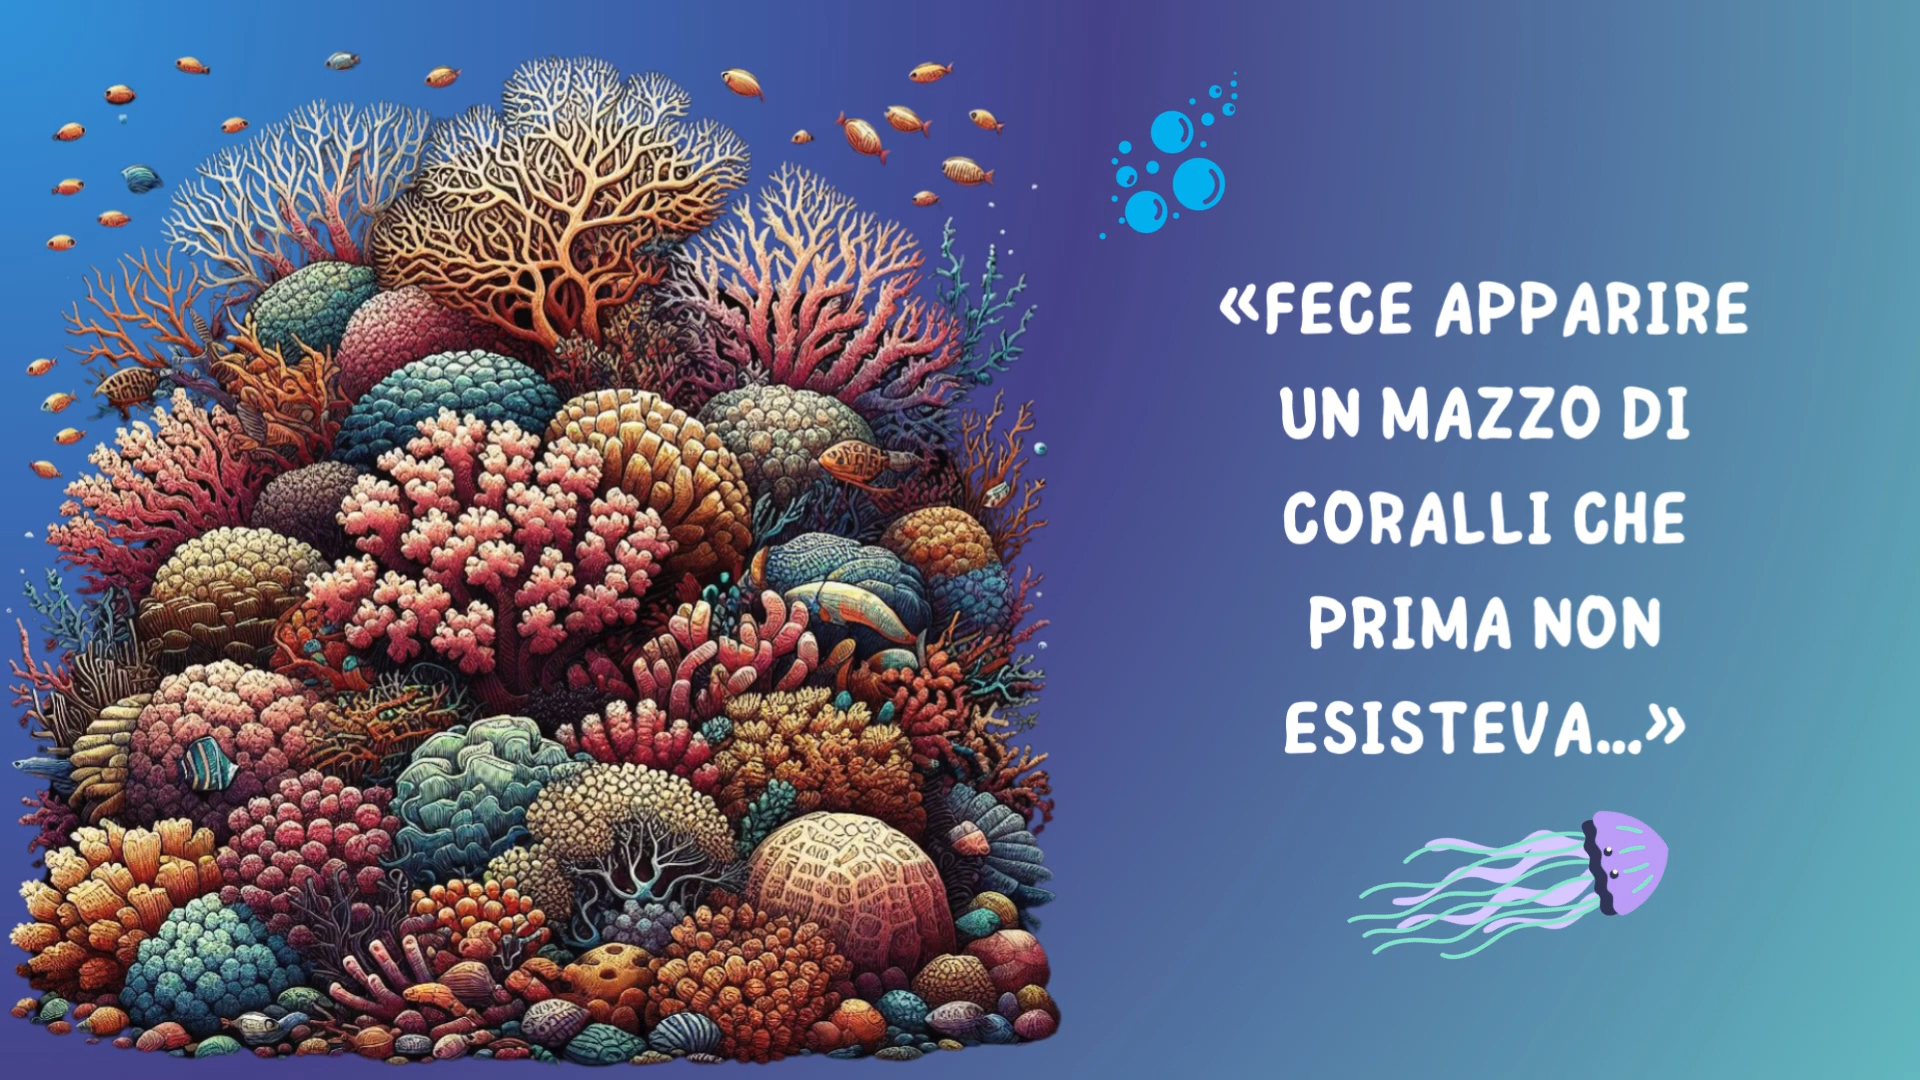 «FECE APPARIRE
UN MAZZO DI
CORALLI CHE
PRIMA NON
ESISTEVA...»